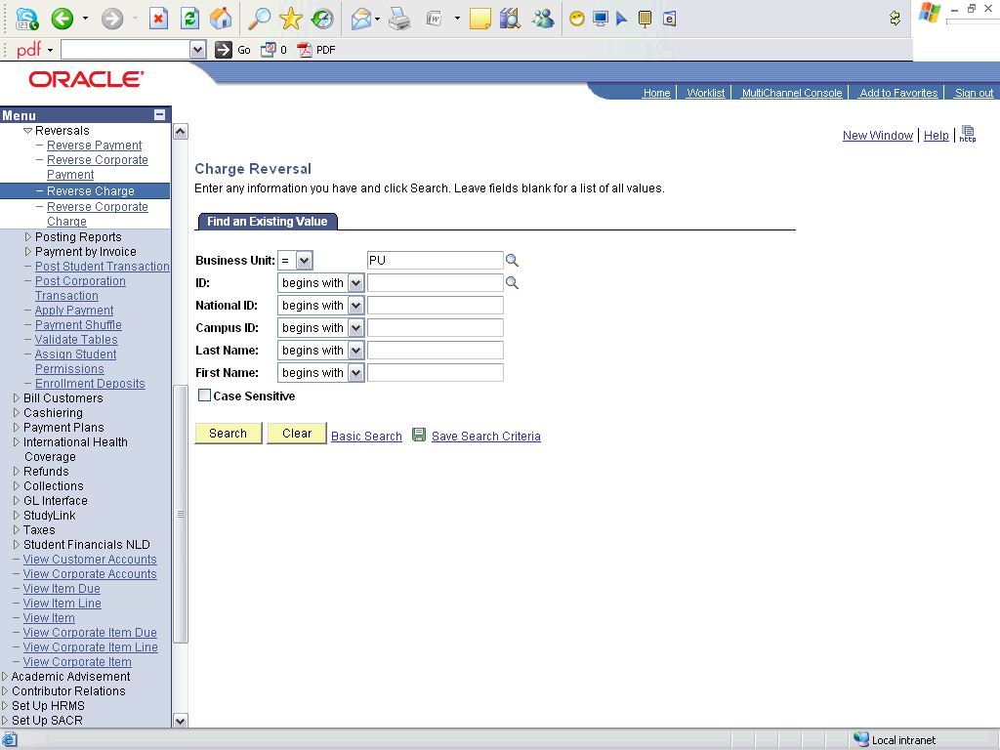 pdf
Go
0
PDF
ORACLE
Home
Worklist
MultiChannel Console
Add to Favorites
Sign out
Menu
Reversals
Reverse Payment
Reverse Corporate
Payment
Reverse Charge
Reverse Corporate
Charge
Posting Reports
Payment by Invoice
Post Student Transaction
Post Corporation
Transaction
Apply Payment
Payment Shuffle
Validate Tables
Assign Student
Permissions
Enrollment Deposits
Bill Customers
Cashiering
Payment Plans
International Health
Coverage
Refunds
Collections
GL Interface
StudyLink
Taxes
Student Financials NLD
View Customer Accounts
View Corporate Accounts
View Item Due
View Item Line
View Item
View Corporate Item Due
View Corporate Item Line
View Corporate Item
Academic Advisement
Contributor Relations
Set Up HRMS
Set Up SACR
New Window
Help
http
Charge Reversal
Enter any information you have and click Search. Leave fields blank for a list of all values.
Find an Existing Value
Business Unit: = PU
ID: begins with
National ID: begins with
Campus ID: begins with
Last Name: begins with
First Name: begins with
Case Sensitive
Search
Clear
Basic Search
Save Search Criteria
Local intranet